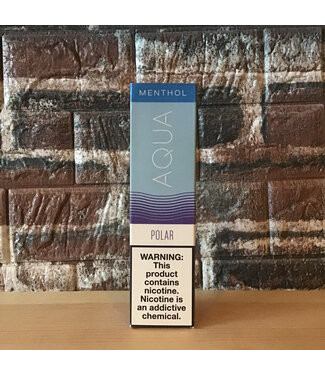 MENTHOL
AQUA
POLAR
WARNING:
This
product
contains
nicotine.
Nicotine is
an addictive
chemical.